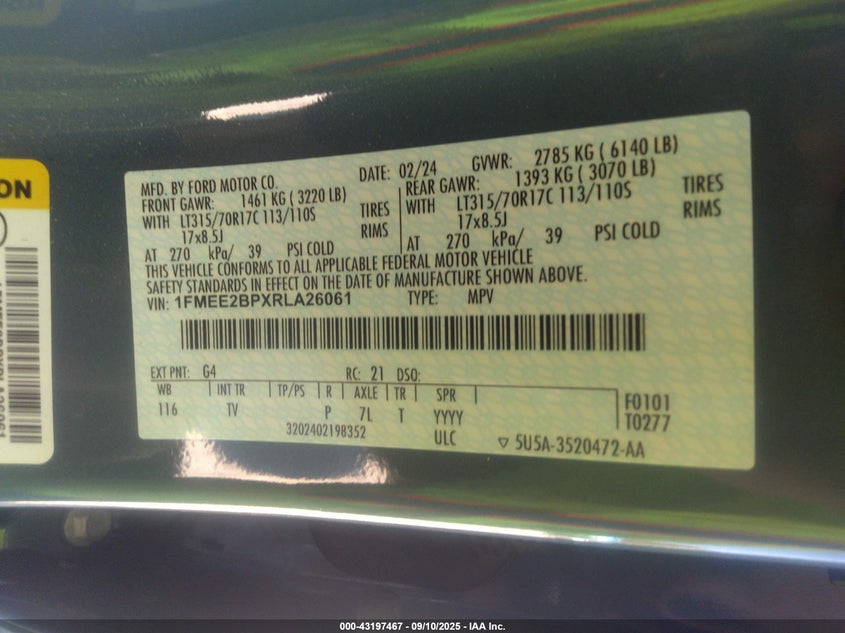 ON
MFD. BY FORD MOTOR CO.
DATE: 02/24
GVWR: 2785 KG ( 6140 LB)
FRONT GAWR: 1461 KG ( 3220 LB)
WITH LT315/70R17C 113/110S TIRES
17x8.5J RIMS
AT 270 kPa/ 39 PSI COLD
REAR GAWR: 1393 KG ( 3070 LB)
WITH LT315/70R17C 113/110S TIRES
17x8.5J RIMS
AT 270 kPa/ 39 PSI COLD
THIS VEHICLE CONFORMS TO ALL APPLICABLE FEDERAL MOTOR VEHICLE
SAFETY STANDARDS IN EFFECT ON THE DATE OF MANUFACTURE SHOWN ABOVE.
VIN: 1FMEE2BPXRLA26061 TYPE: MPV
EXT PNT: G4 RC: 21 DSO:
WB INT TR TP/PS R AXLE TR SPR
116 TV P 7L T YYYY
F0101
T0277
3202402198352 ULC ▽ 5U5A-3520472-AA
000-43197467 - 09/10/2025 - IAA Inc.